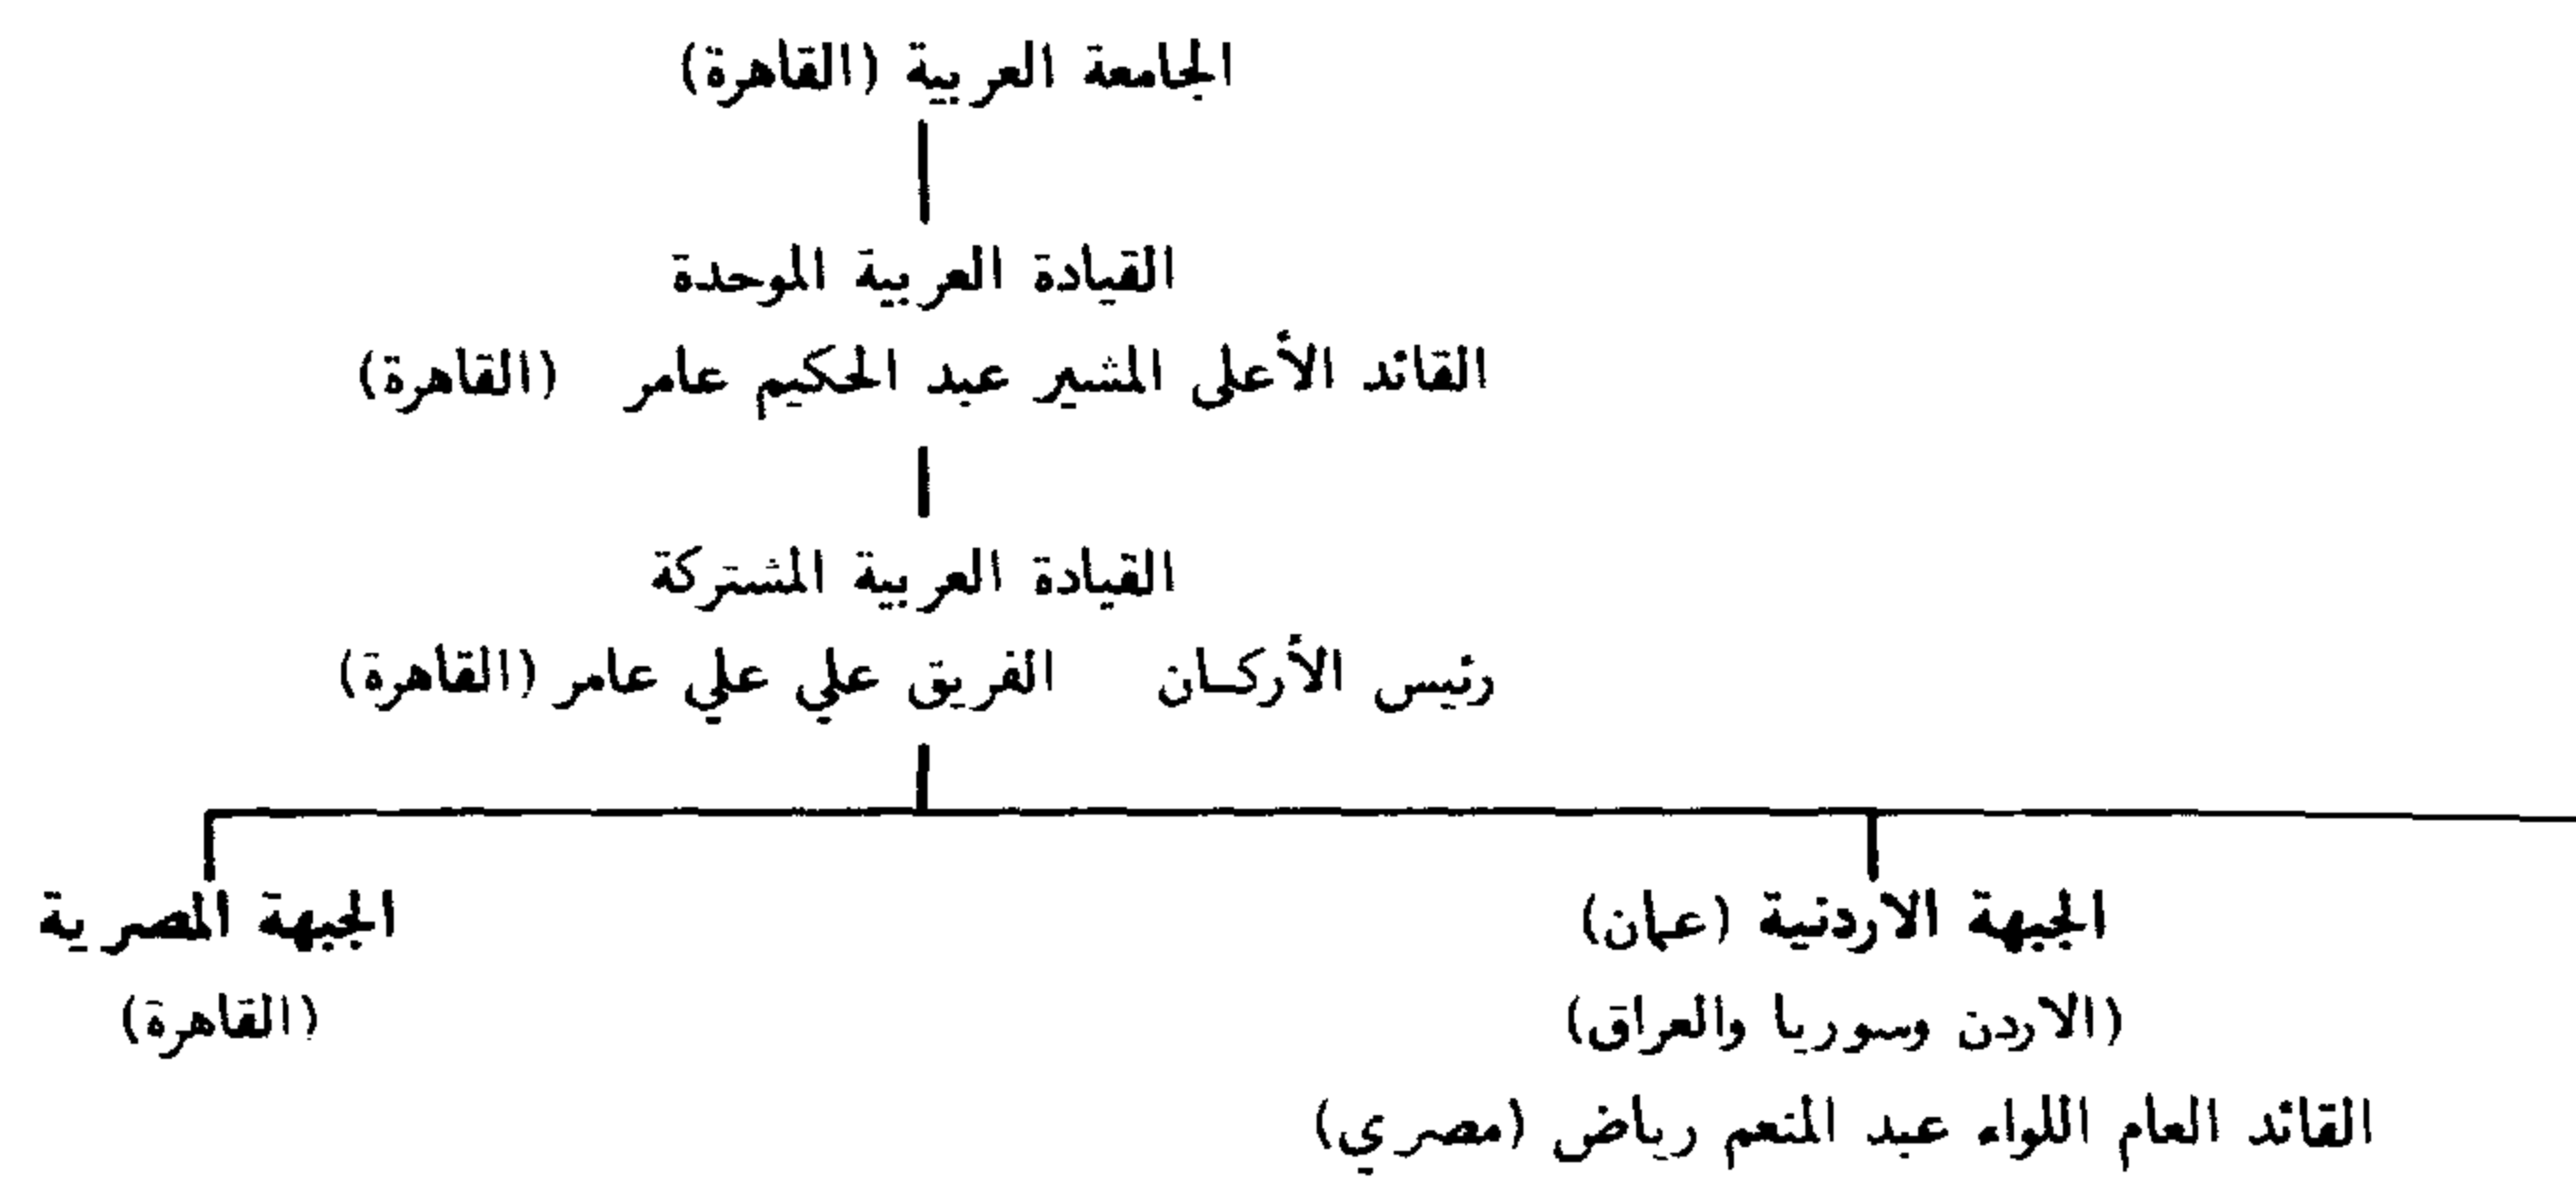 الجامعة العربية (القاهرة)
القيادة العربية الموحدة
القائد الأعلى المشير عبد الحكيم عامر (القاهرة)
القيادة العربية المشتركة
رئيس الأركـان الفريق علي علي عامر (القاهرة)
الجبهة الاردنية (عمان)
(الاردن وسوريا والعراق)
القائد العام اللواء عبد المنعم رياض (مصري)
الجبهة المصرية
(القاهرة)